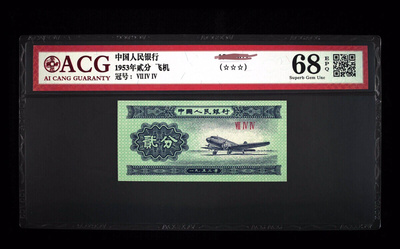 ACG
AI CANG GUARANTY
中国人民银行
1953年贰分 飞机
冠号: VII IV IV
(☆☆☆)
68
EPQ
Superb Gem Unc
中國人民銀行
VII IV IV
贰分
一九五三年